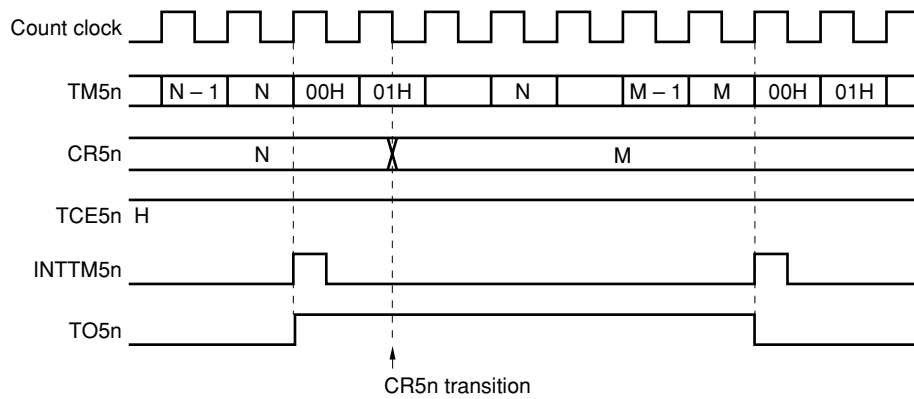 Count clock
TM5n N – 1 N 00H 01H N M – 1 M 00H 01H
CR5n N M
TCE5n H
INTTM5n
TO5n
CR5n transition